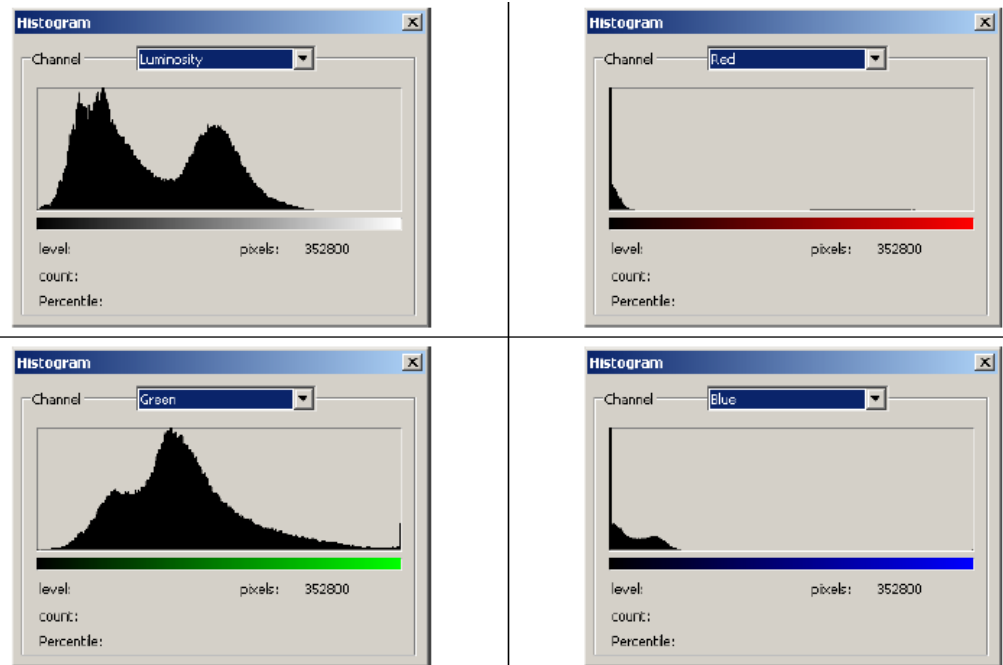 Histogram
Channel Luminosity
level: pixels: 352800
count:
Percentile:
Histogram
Channel Red
level: pixels: 352800
count:
Percentile:
Histogram
Channel Green
level: pixels: 352800
count:
Percentile:
Histogram
Channel Blue
level: pixels: 352800
count:
Percentile: